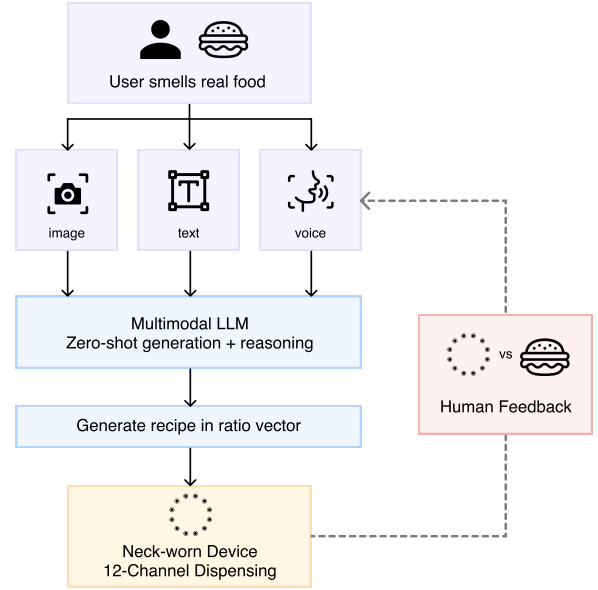 User smells real food
image
text
voice
Multimodal LLM
Zero-shot generation + reasoning
Generate recipe in ratio vector
Neck-worn Device
12-Channel Dispensing
vs
Human Feedback